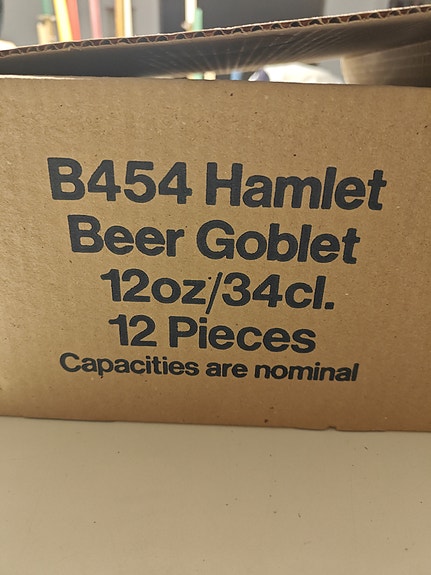 B454 Hamlet
Beer Goblet
12oz/34cl.
12 Pieces
Capacities are nominal